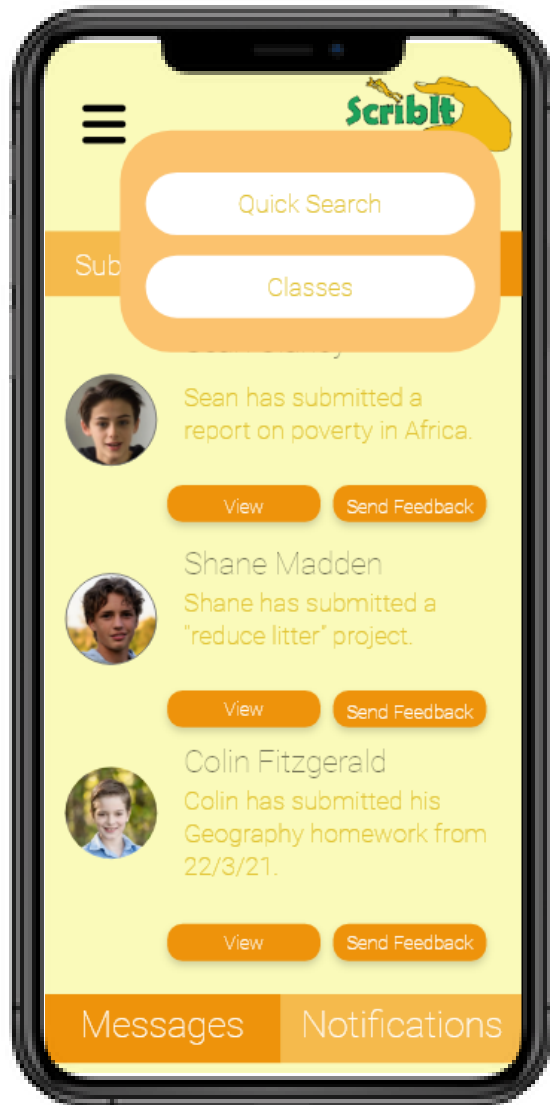 ScribIt
Quick Search
Sub
Classes
Sean has submitted a
report on poverty in Africa.
View
Send Feedback
Shane Madden
Shane has submitted a
"reduce litter" project.
View
Send Feedback
Colin Fitzgerald
Colin has submitted his
Geography homework from
22/3/21.
View
Send Feedback
Messages
Notifications